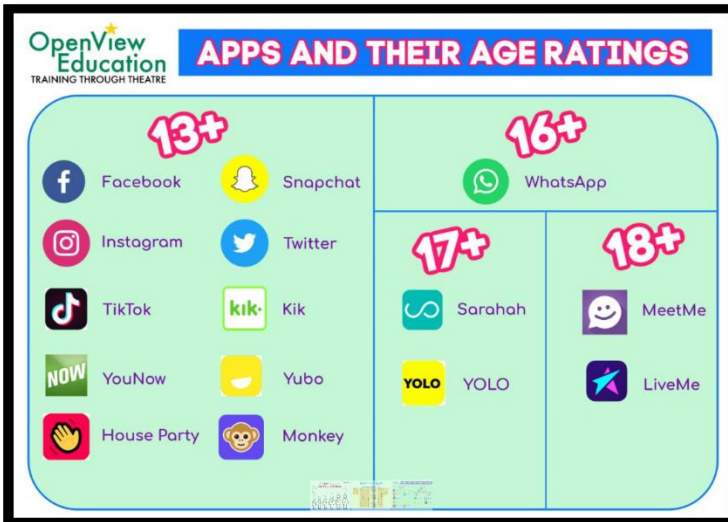 OpenView
Education
TRAINING THROUGH THEATRE
APPS AND THEIR AGE RATINGS
13+
Facebook
Snapchat
Instagram
Twitter
TikTok
kik.
Kik
NOW
YouNow
Yubo
House Party
Monkey
16+
WhatsApp
17+
Sarahah
YOLO
YOLO
18+
MeetMe
LiveMe